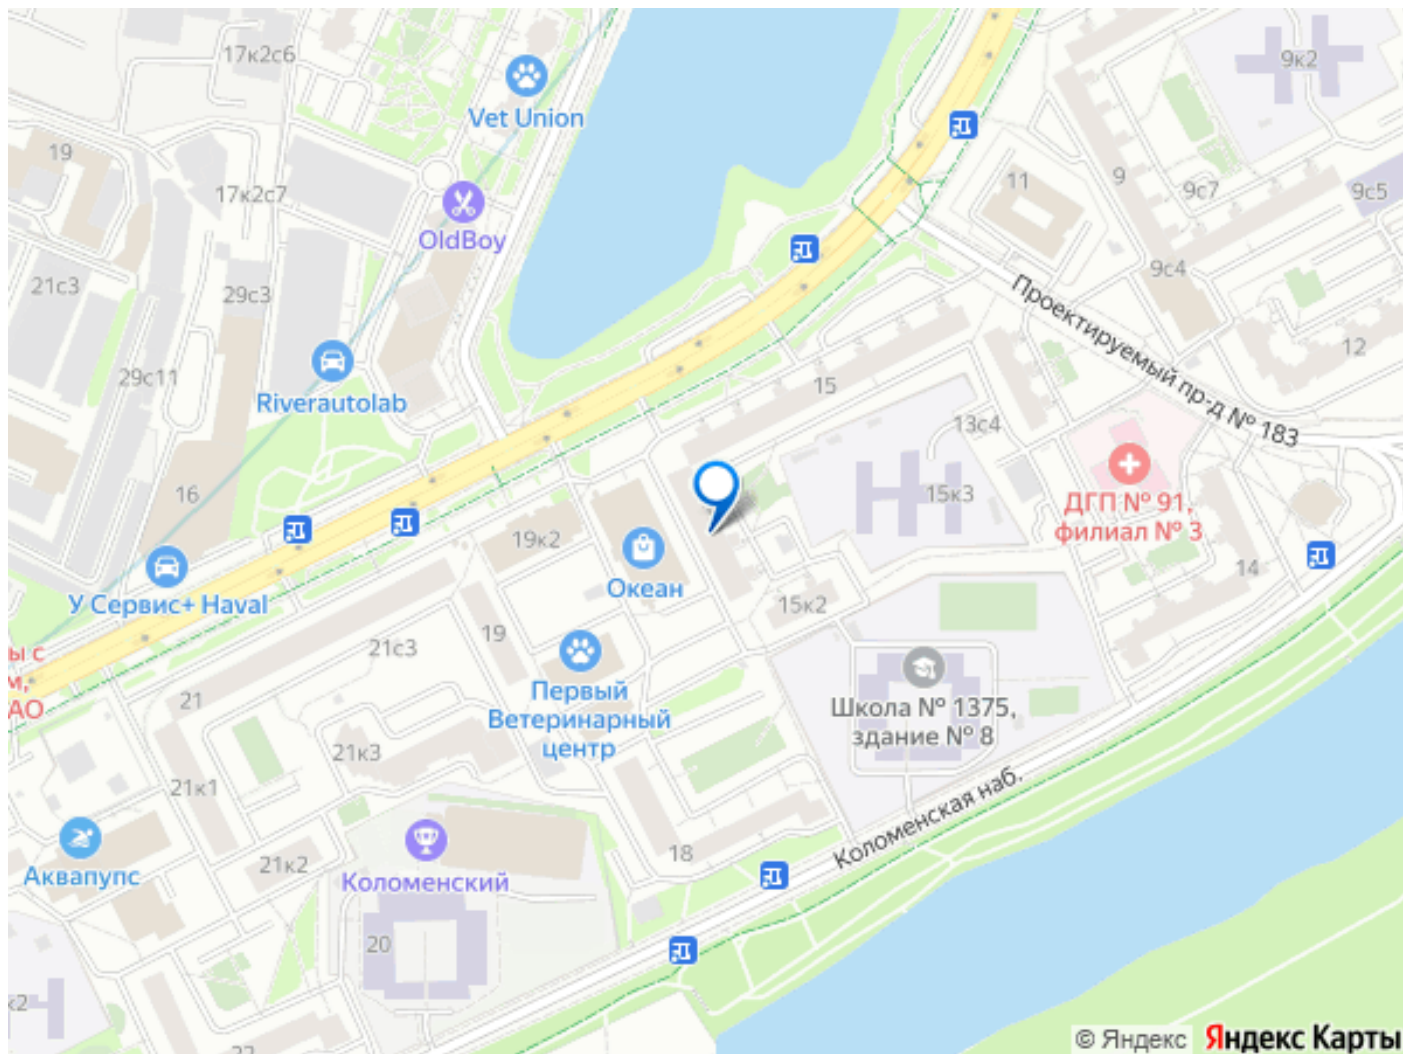 17к2с6
9к2
Vet Union
19
17к2с7
11
9
9с7
9с5
OldBoy
21с3
29с3
9с4
Проектируемый пр-д № 183
12
29с11
Riverautolab
15
13с4
16
15к3
ДГП № 91,
филиал № 3
19к2
Океан
14
У Сервис+ Haval
15к2
19
21с3
ы с
м,
АО
21
Первый
Ветеринарный
центр
Школа № 1375,
здание № 8
21к3
21к1
Коломенская наб.
18
21к2
Аквапупс
Коломенский
20
к2
22
© Яндекс Яндекс Карты